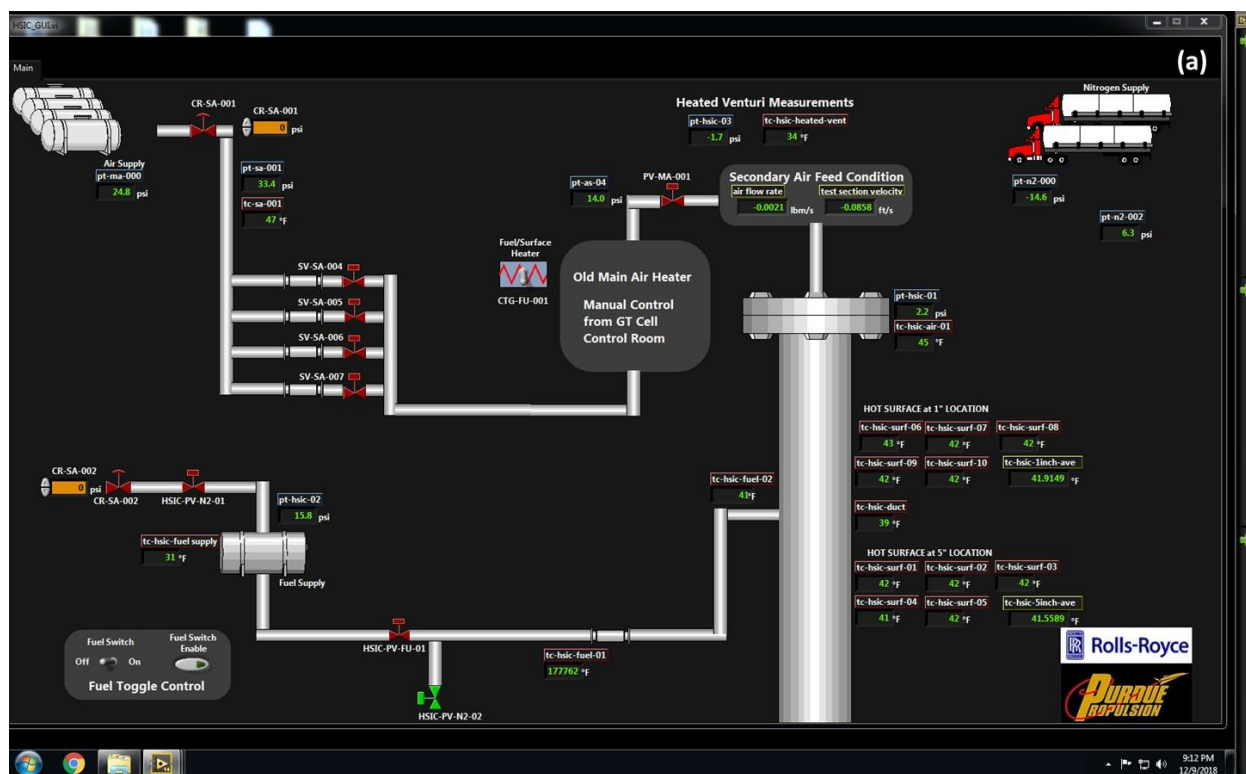 HSIC_GUI.vi
(a)
Main
CR-SA-001
CR-SA-001
0 psi
Air Supply
pt-ma-000
24.8 psi
pt-sa-001
33.4 psi
tc-sa-001
47 °F
SV-SA-004
SV-SA-005
SV-SA-006
SV-SA-007
Heated Venturi Measurements
pt-hsic-03
-1.7 psi
tc-hsic-heated-vent
34 °F
Nitrogen Supply
pt-n2-000
-14.6 psi
pt-n2-002
6.3 psi
pt-as-04
14.0 psi
PV-MA-001
Secondary Air Feed Condition
air flow rate
-0.0021 lbm/s
test section velocity
-0.0858 ft/s
Fuel/Surface
Heater
CTG-FU-001
Old Main Air Heater
Manual Control
from GT Cell
Control Room
pt-hsic-01
2.2 psi
tc-hsic-air-01
45 °F
HOT SURFACE at 1" LOCATION
tc-hsic-surf-06 tc-hsic-surf-07 tc-hsic-surf-08
43 °F 42 °F 42 °F
tc-hsic-surf-09 tc-hsic-surf-10 tc-hsic-1inch-ave
42 °F 42 °F 41.9149 °F
tc-hsic-duct
39 °F
HOT SURFACE at 5" LOCATION
tc-hsic-surf-01 tc-hsic-surf-02 tc-hsic-surf-03
42 °F 42 °F 42 °F
tc-hsic-surf-04 tc-hsic-surf-05 tc-hsic-5inch-ave
41 °F 42 °F 41.5589 °F
CR-SA-002
0 psi
CR-SA-002
HSIC-PV-N2-01
pt-hsic-02
15.8 psi
tc-hsic-fuel supply
31 °F
Fuel Supply
tc-hsic-fuel-02
41°F
HSIC-PV-FU-01
tc-hsic-fuel-01
177762 °F
HSIC-PV-N2-02
Fuel Switch
Off On
Fuel Switch
Enable
Fuel Toggle Control
RR Rolls-Royce
PURDUE
PROPULSION
9:12 PM
12/9/2018